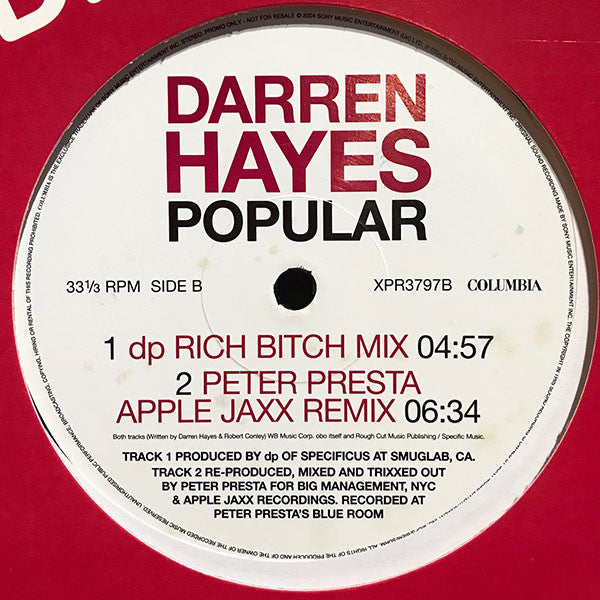 DARREN
HAYES
POPULAR
33 1/3 RPM SIDE B
XPR3797B COLUMBIA
1 dp RICH BITCH MIX 04:57
2 PETER PRESTA
APPLE JAXX REMIX 06:34
Both tracks (Written by Darren Hayes & Robert Conley) WB Music Corp. obo itself and Rough Cut Music Publishing / Specific Music.
TRACK 1 PRODUCED BY dp OF SPECIFICUS AT SMUGLAB, CA.
TRACK 2 RE-PRODUCED, MIXED AND TRIXXED OUT
BY PETER PRESTA FOR BIG MANAGEMENT, NYC
& APPLE JAXX RECORDINGS. RECORDED AT
PETER PRESTA'S BLUE ROOM